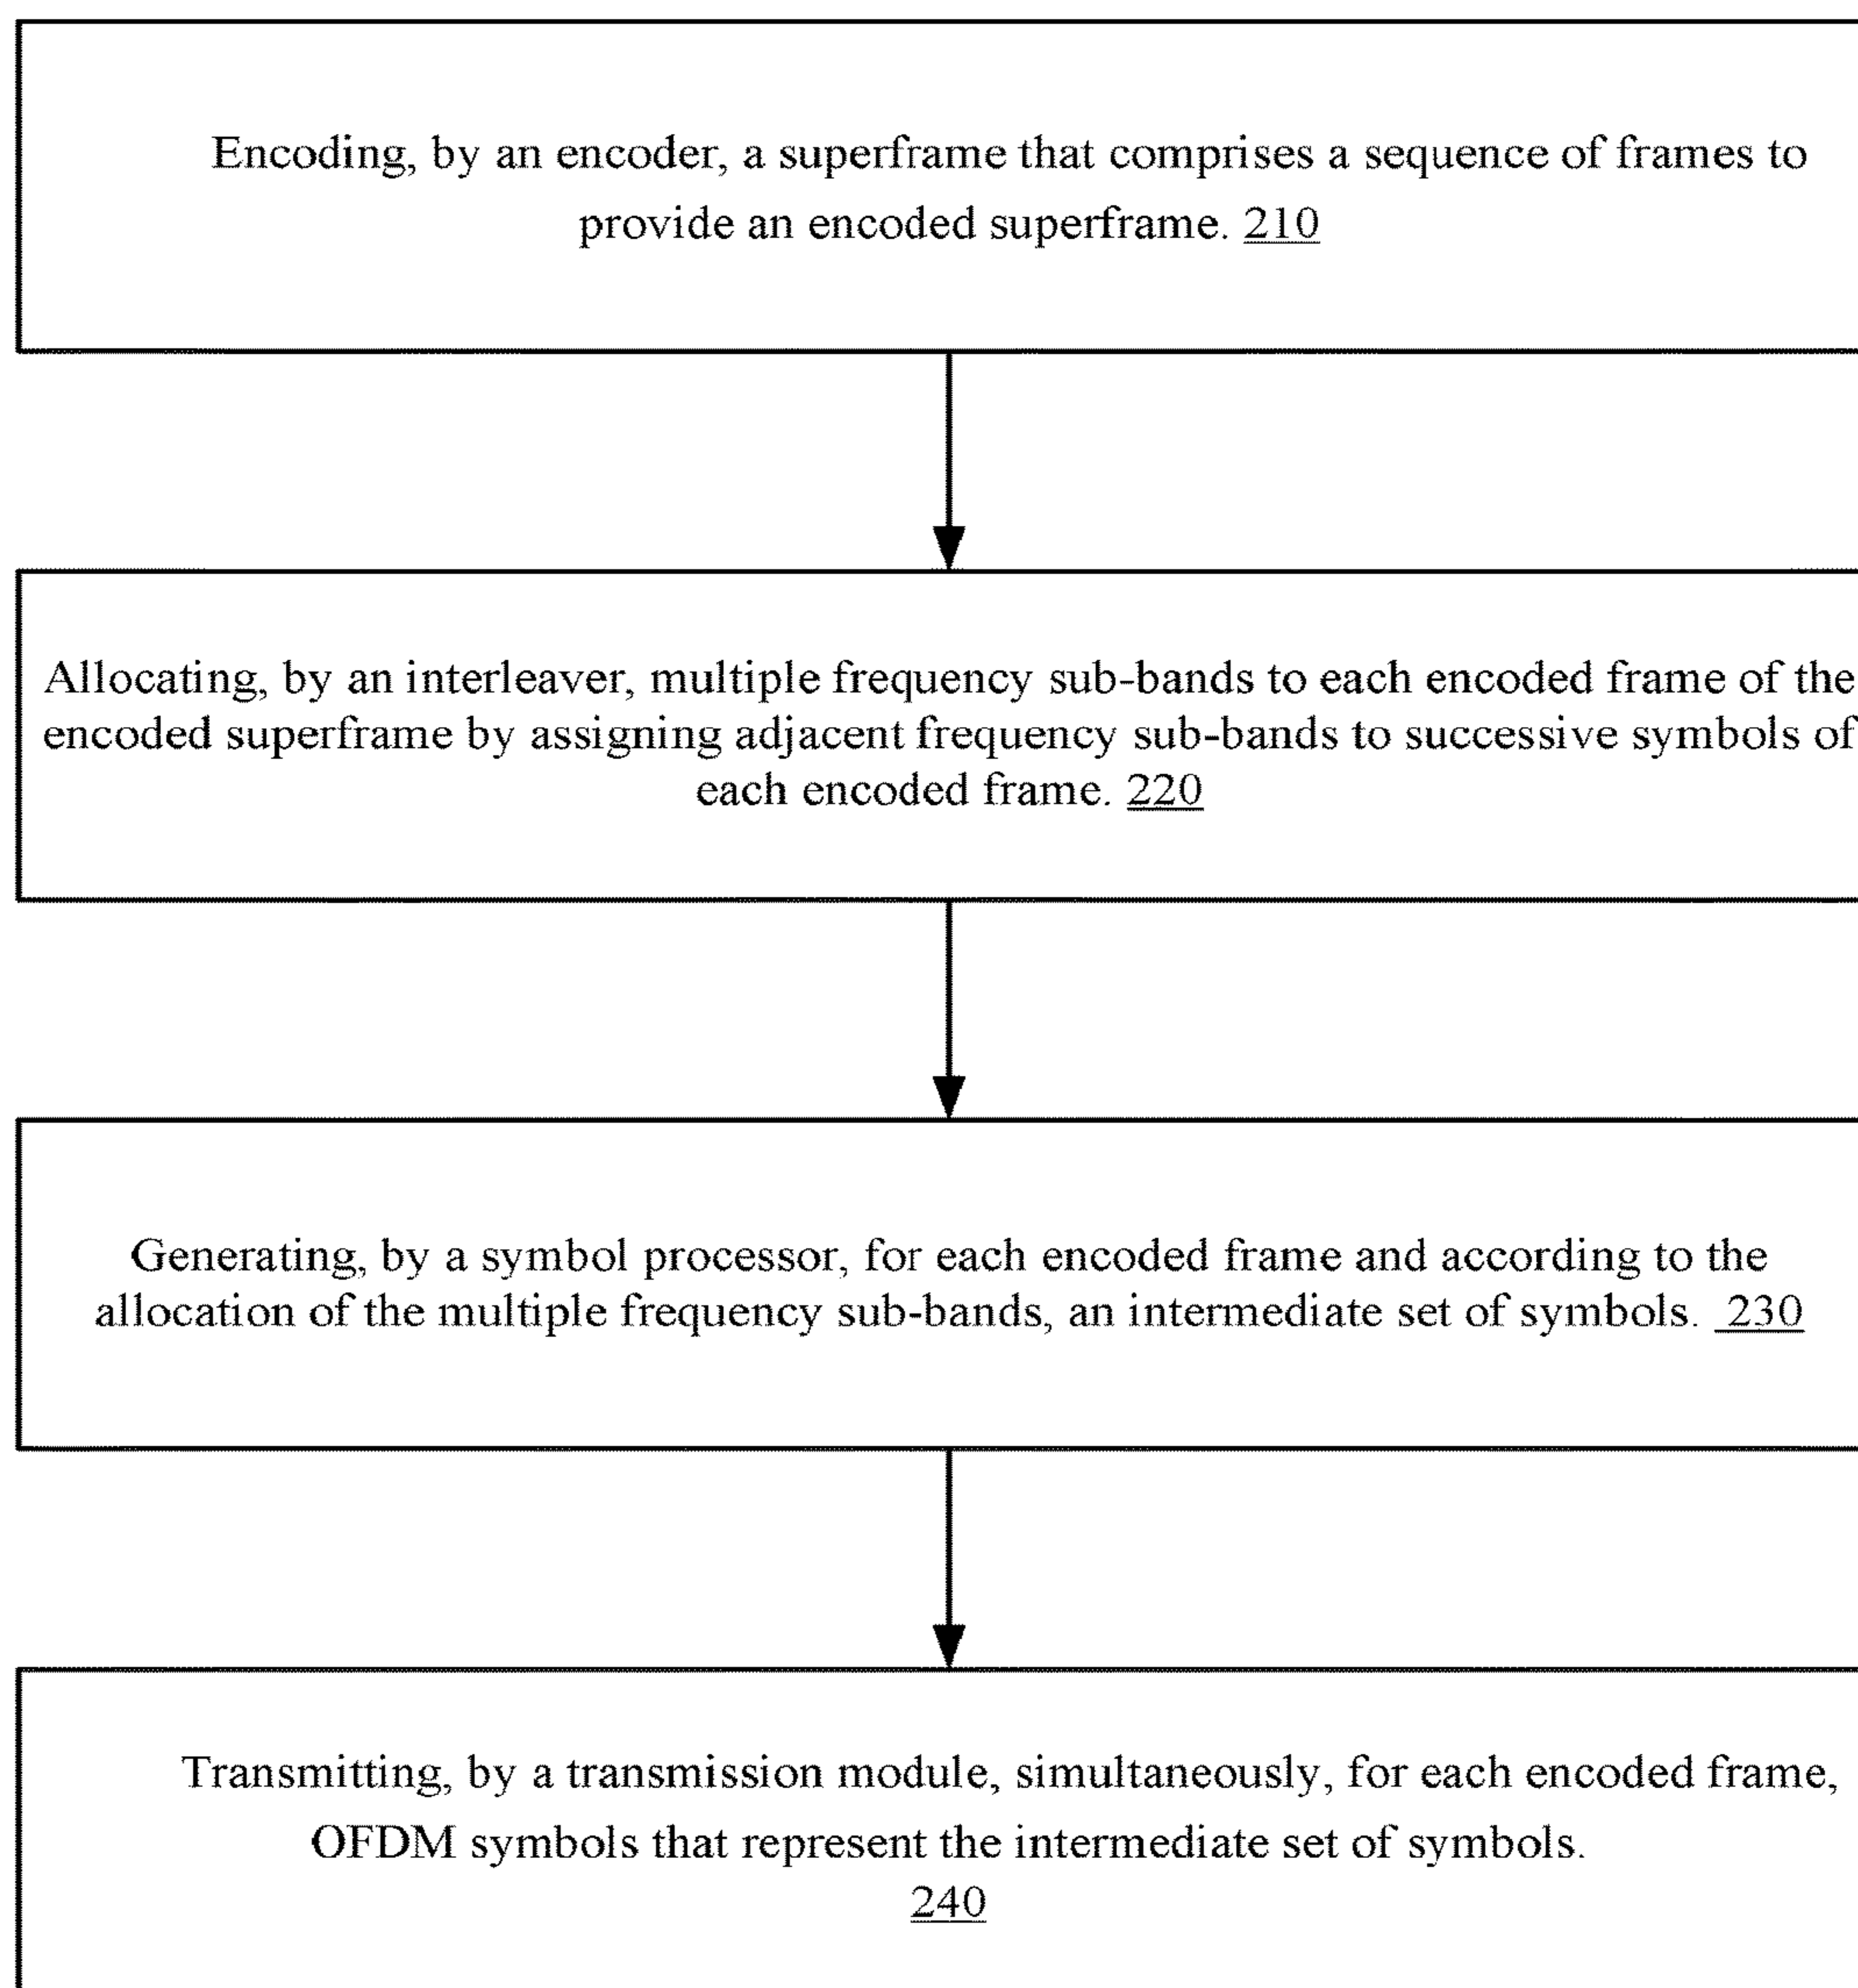 Encoding, by an encoder, a superframe that comprises a sequence of frames to
provide an encoded superframe. 210
Allocating, by an interleaver, multiple frequency sub-bands to each encoded frame of the
encoded superframe by assigning adjacent frequency sub-bands to successive symbols of
each encoded frame. 220
Generating, by a symbol processor, for each encoded frame and according to the
allocation of the multiple frequency sub-bands, an intermediate set of symbols. 230
Transmitting, by a transmission module, simultaneously, for each encoded frame,
OFDM symbols that represent the intermediate set of symbols.
240